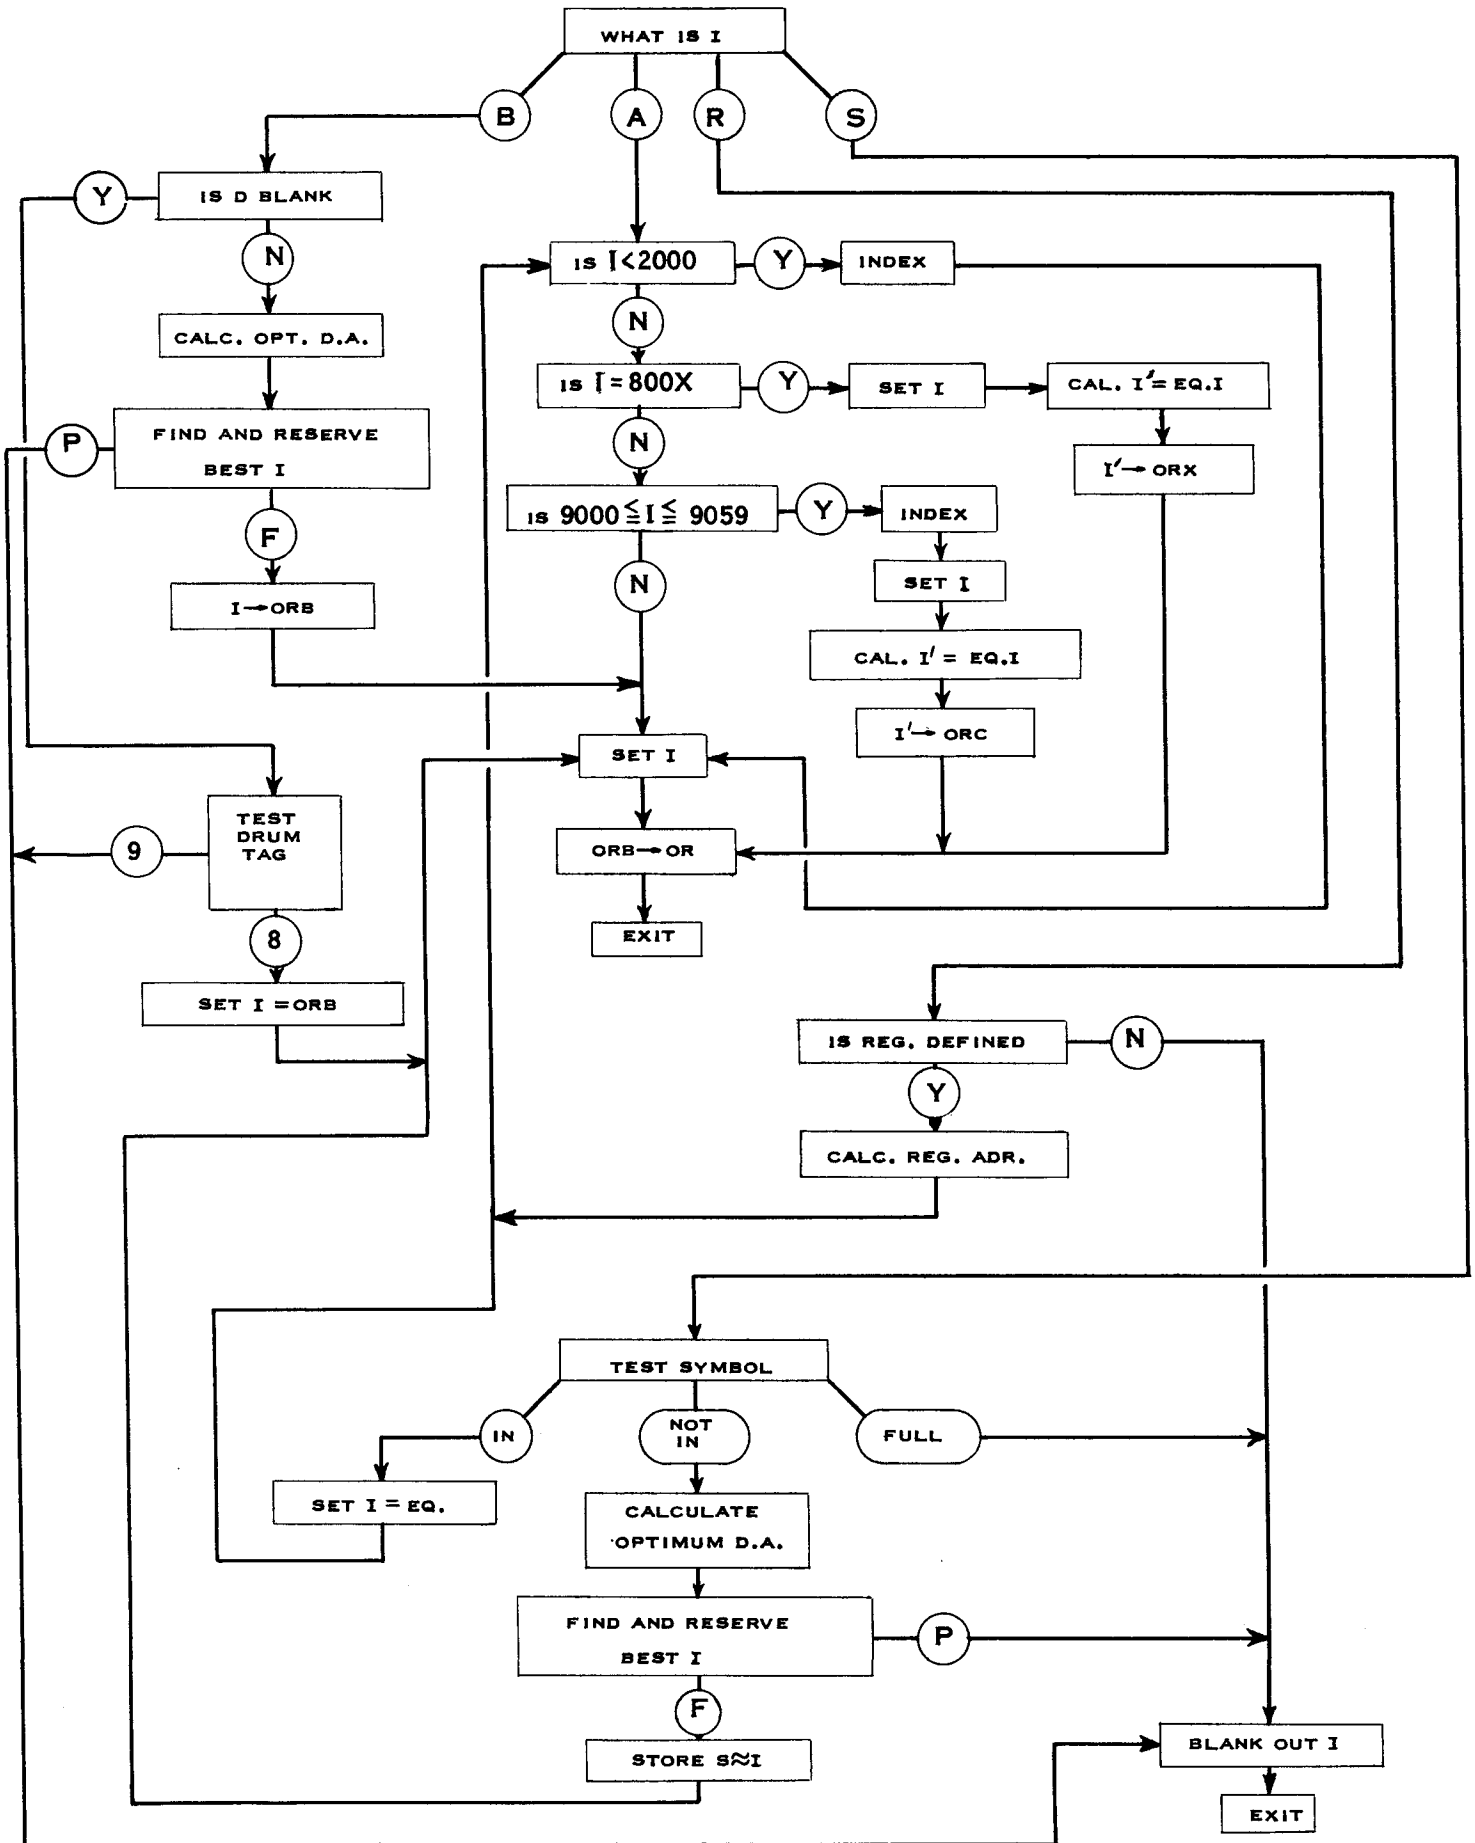 WHAT IS I
B
A
R
S
Y
IS D BLANK
N
CALC. OPT. D.A.
P
FIND AND RESERVE
BEST I
F
I→ORB
IS I<2000
Y
INDEX
N
IS I=800X
Y
SET I
CAL. I'=EQ.I
I'→ORX
N
IS 9000≦I≦9059
Y
INDEX
SET I
CAL. I' = EQ.I
I'→ORC
N
SET I
ORB→OR
EXIT
TEST
DRUM
TAG
9
8
SET I=ORB
IS REG. DEFINED
N
Y
CALC. REG. ADR.
TEST SYMBOL
IN
NOT
IN
FULL
SET I = EQ.
CALCULATE
OPTIMUM D.A.
FIND AND RESERVE
BEST I
P
F
STORE S≈I
BLANK OUT I
EXIT